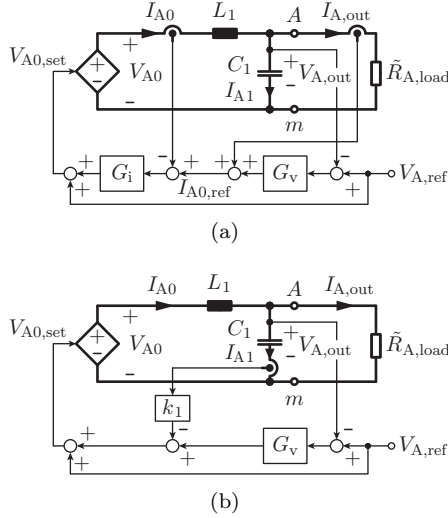 I_A0 L_1 A I_A,out
V_A0,set + + - V_A0 C_1 + V_A,out R̃_A,load
- I_A1 - m
+ + G_i - + I_A0,ref + + G_v - + V_A,ref
+
(a)
I_A0 L_1 A I_A,out
V_A0,set + + - V_A0 C_1 + V_A,out R̃_A,load
- I_A1 - m
k_1
+ + - + G_v - + V_A,ref
(b)